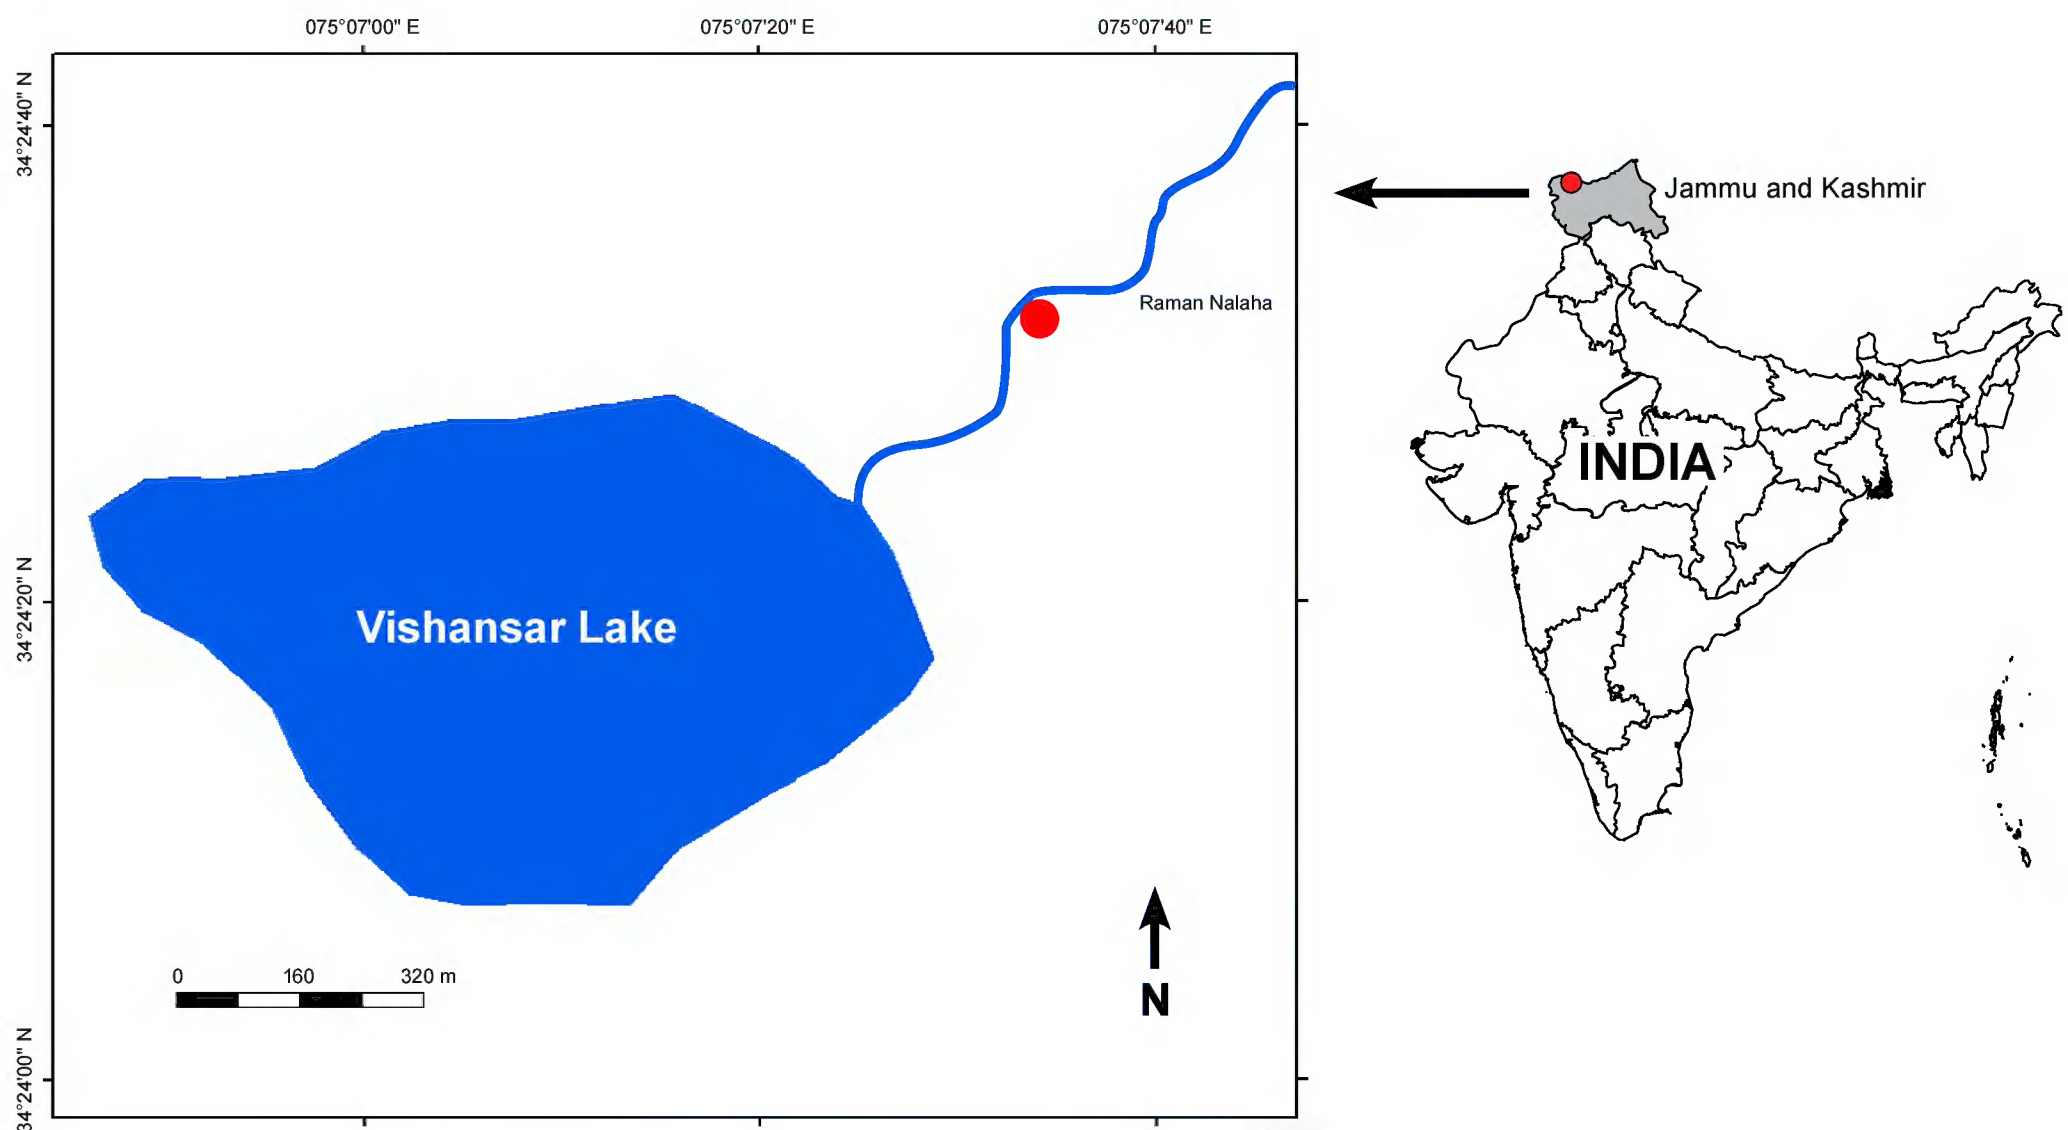 075°07'00" E
075°07'20" E
075°07'40" E
34°24'40" N
34°24'20" N
34°24'00" N
Jammu and Kashmir
Raman Nalaha
INDIA
Vishansar Lake
0 160 320 m
N